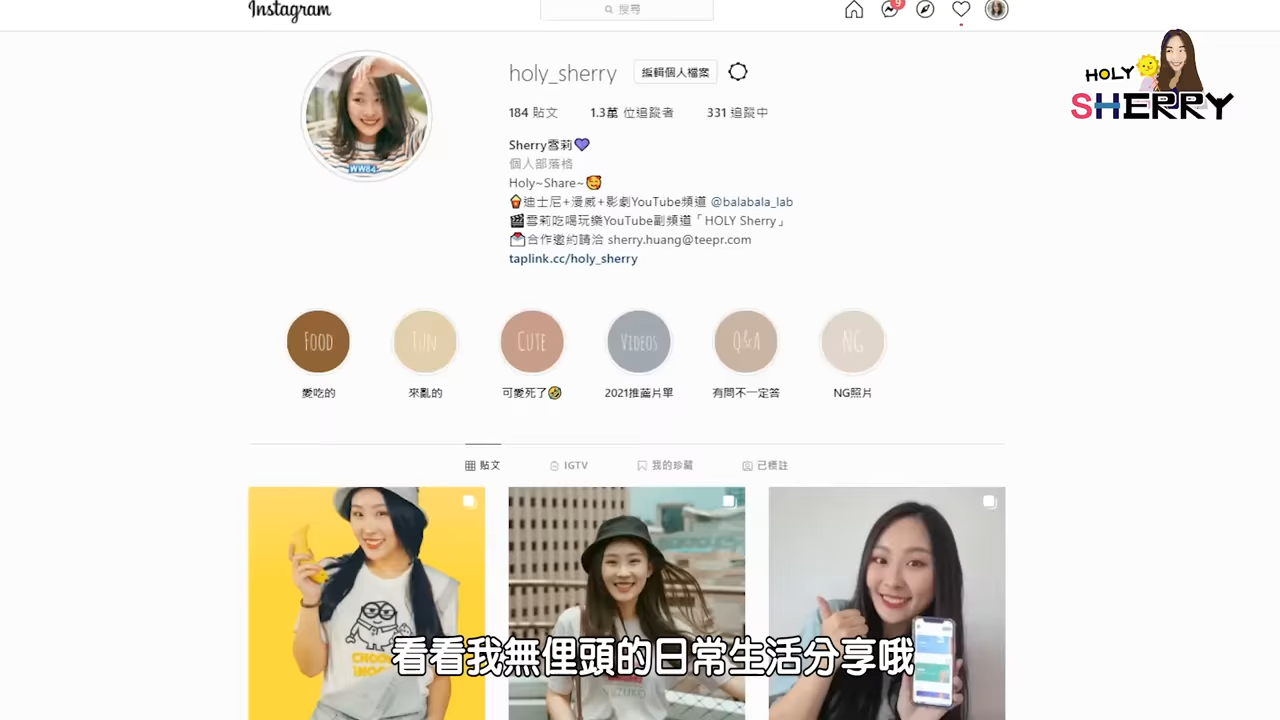 Instagram
搜尋
9
HOLY
SHERRY
holy_sherry
編輯個人檔案
184 貼文
1.3萬 位追蹤者
331 追蹤中
Sherry雪莉💜
個人部落格
Holy~Share~🥰
🍿迪士尼+漫威+影劇YouTube頻道 @balabala_lab
🎬雪莉吃喝玩樂YouTube副頻道「HOLY Sherry」
💌合作邀約請洽 sherry.huang@teepr.com
taplink.cc/holy_sherry
WW84
FOOD
FUN
CUTE
VIDEOS
Q&A
NG
愛吃的
來亂的
可愛死了🤣
2021推薦片單
有問不一定答
NG照片
貼文
IGTV
我的珍藏
已標註
看看我無俚頭的日常生活分享哦